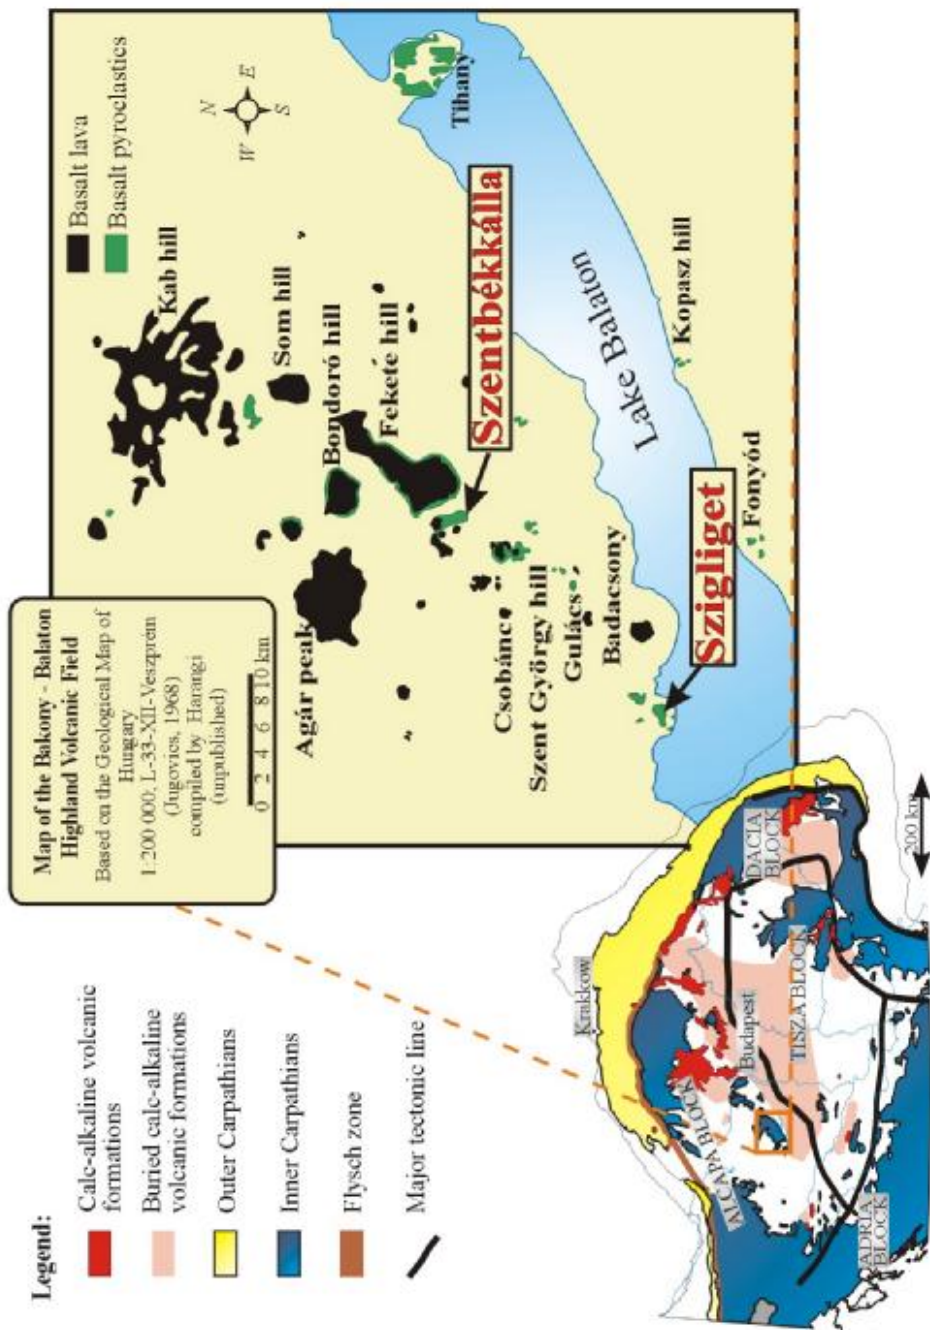 Legend:
Calc-alkaline volcanic
formations
Buried calc-alkaline
volcanic formations
Outer Carpathians
Inner Carpathians
Flysch zone
Major tectonic line
Map of the Bakony - Balaton
Highland Volcanic Field
Based on the Geological Map of
Hungary
1:200 000; L-33-XII-Veszprém
(Jugovics, 1968)
compiled by Harangi
(unpublished)
0 2 4 6 8 10 km
Basalt lava
Basalt pyroclastics
N
W E
S
Kab hill
Som hill
Bondoró hill
Fekete hill
Agár peak
Szentbékkálla
Tihany
Csobánc
Szent György hill
Gulács
Badacsony
Lake Balaton
Szigliget
Kopasz hill
Fonyód
Krakkow
ALCAPA BLOCK
Budapest
TISZA BLOCK
DACIA
BLOCK
ADRIA
BLOCK
200 km